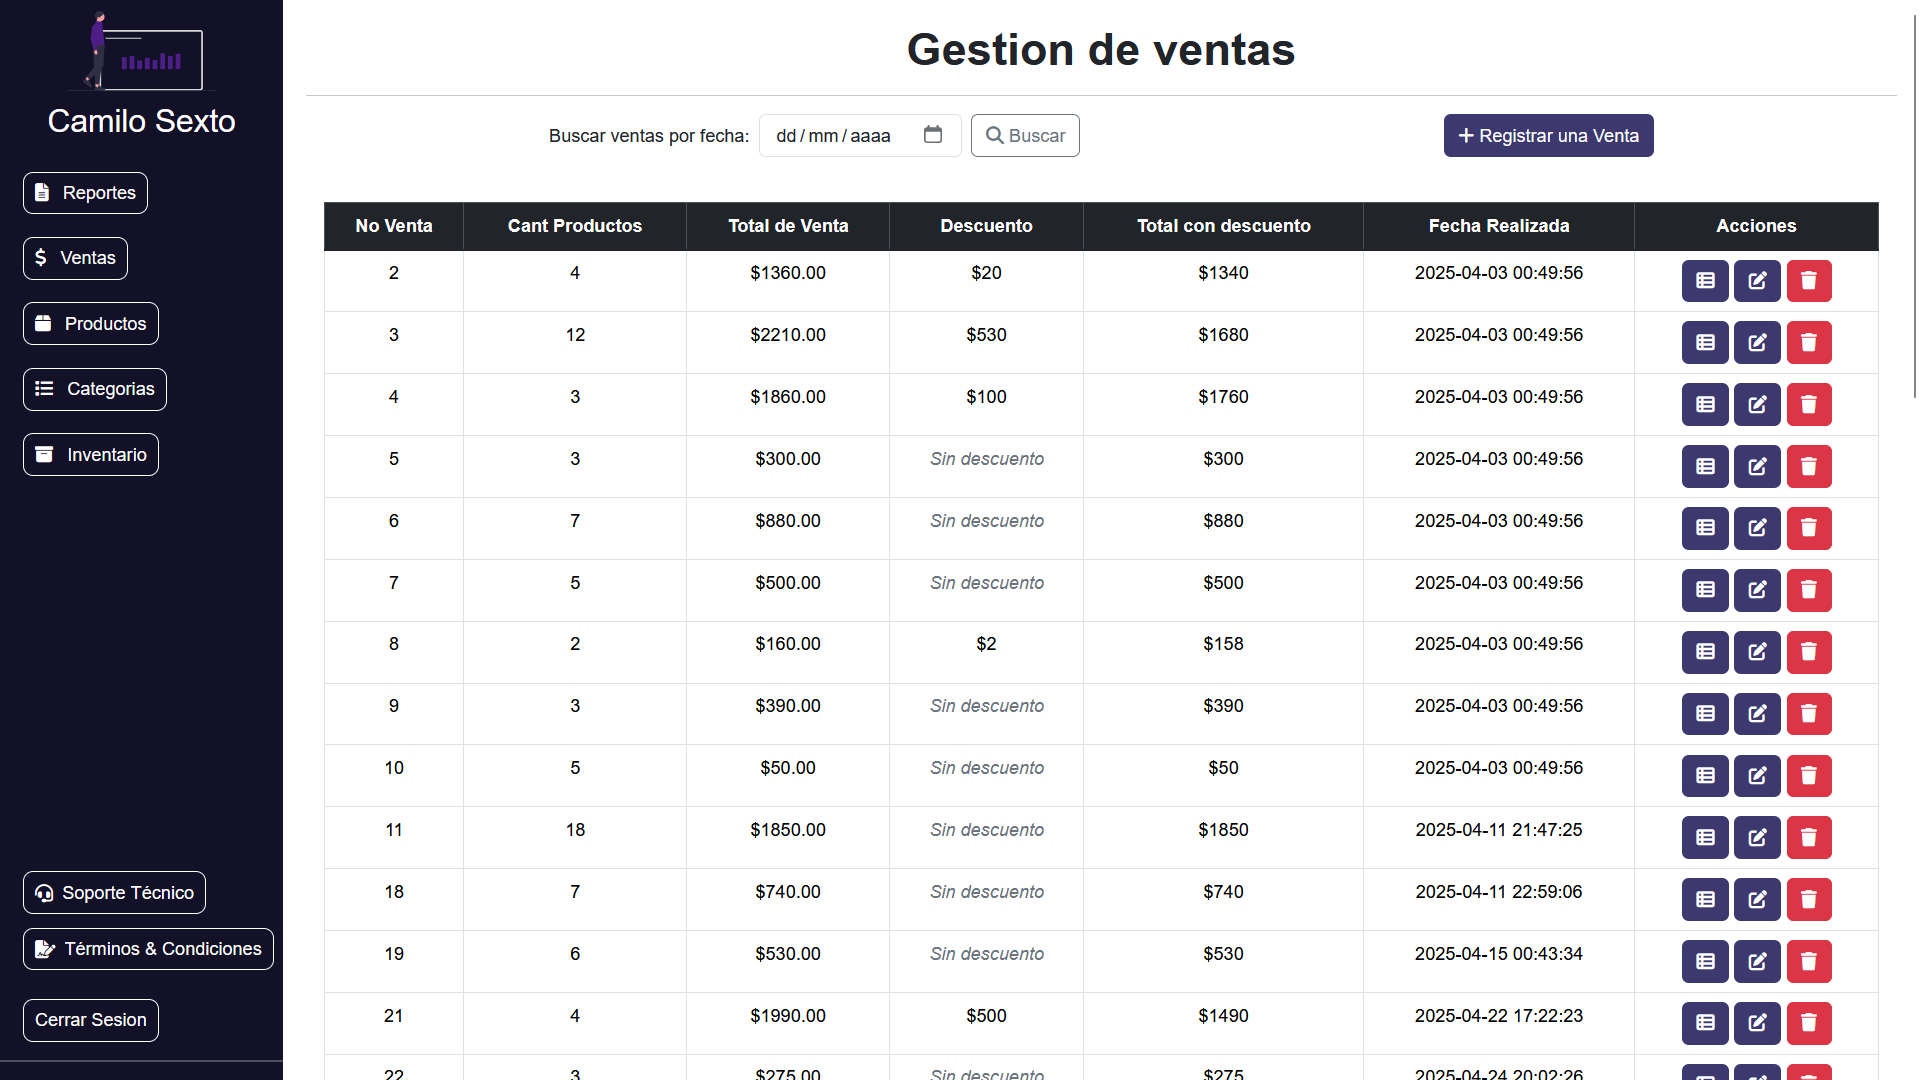 Camilo Sexto
Reportes
Ventas
Productos
Categorias
Inventario
Soporte Técnico
Términos & Condiciones
Cerrar Sesion
Gestion de ventas
Buscar ventas por fecha: dd/mm/aaaa Buscar
Registrar una Venta
No Venta Cant Productos Total de Venta Descuento Total con descuento Fecha Realizada Acciones
2 4 $1360.00 $20 $1340 2025-04-03 00:49:56
3 12 $2210.00 $530 $1680 2025-04-03 00:49:56
4 3 $1860.00 $100 $1760 2025-04-03 00:49:56
5 3 $300.00 Sin descuento $300 2025-04-03 00:49:56
6 7 $880.00 Sin descuento $880 2025-04-03 00:49:56
7 5 $500.00 Sin descuento $500 2025-04-03 00:49:56
8 2 $160.00 $2 $158 2025-04-03 00:49:56
9 3 $390.00 Sin descuento $390 2025-04-03 00:49:56
10 5 $50.00 Sin descuento $50 2025-04-03 00:49:56
11 18 $1850.00 Sin descuento $1850 2025-04-11 21:47:25
18 7 $740.00 Sin descuento $740 2025-04-11 22:59:06
19 6 $530.00 Sin descuento $530 2025-04-15 00:43:34
21 4 $1990.00 $500 $1490 2025-04-22 17:22:23
22 3 $275.00 Sin descuento $275 2025-04-24 20:02:26